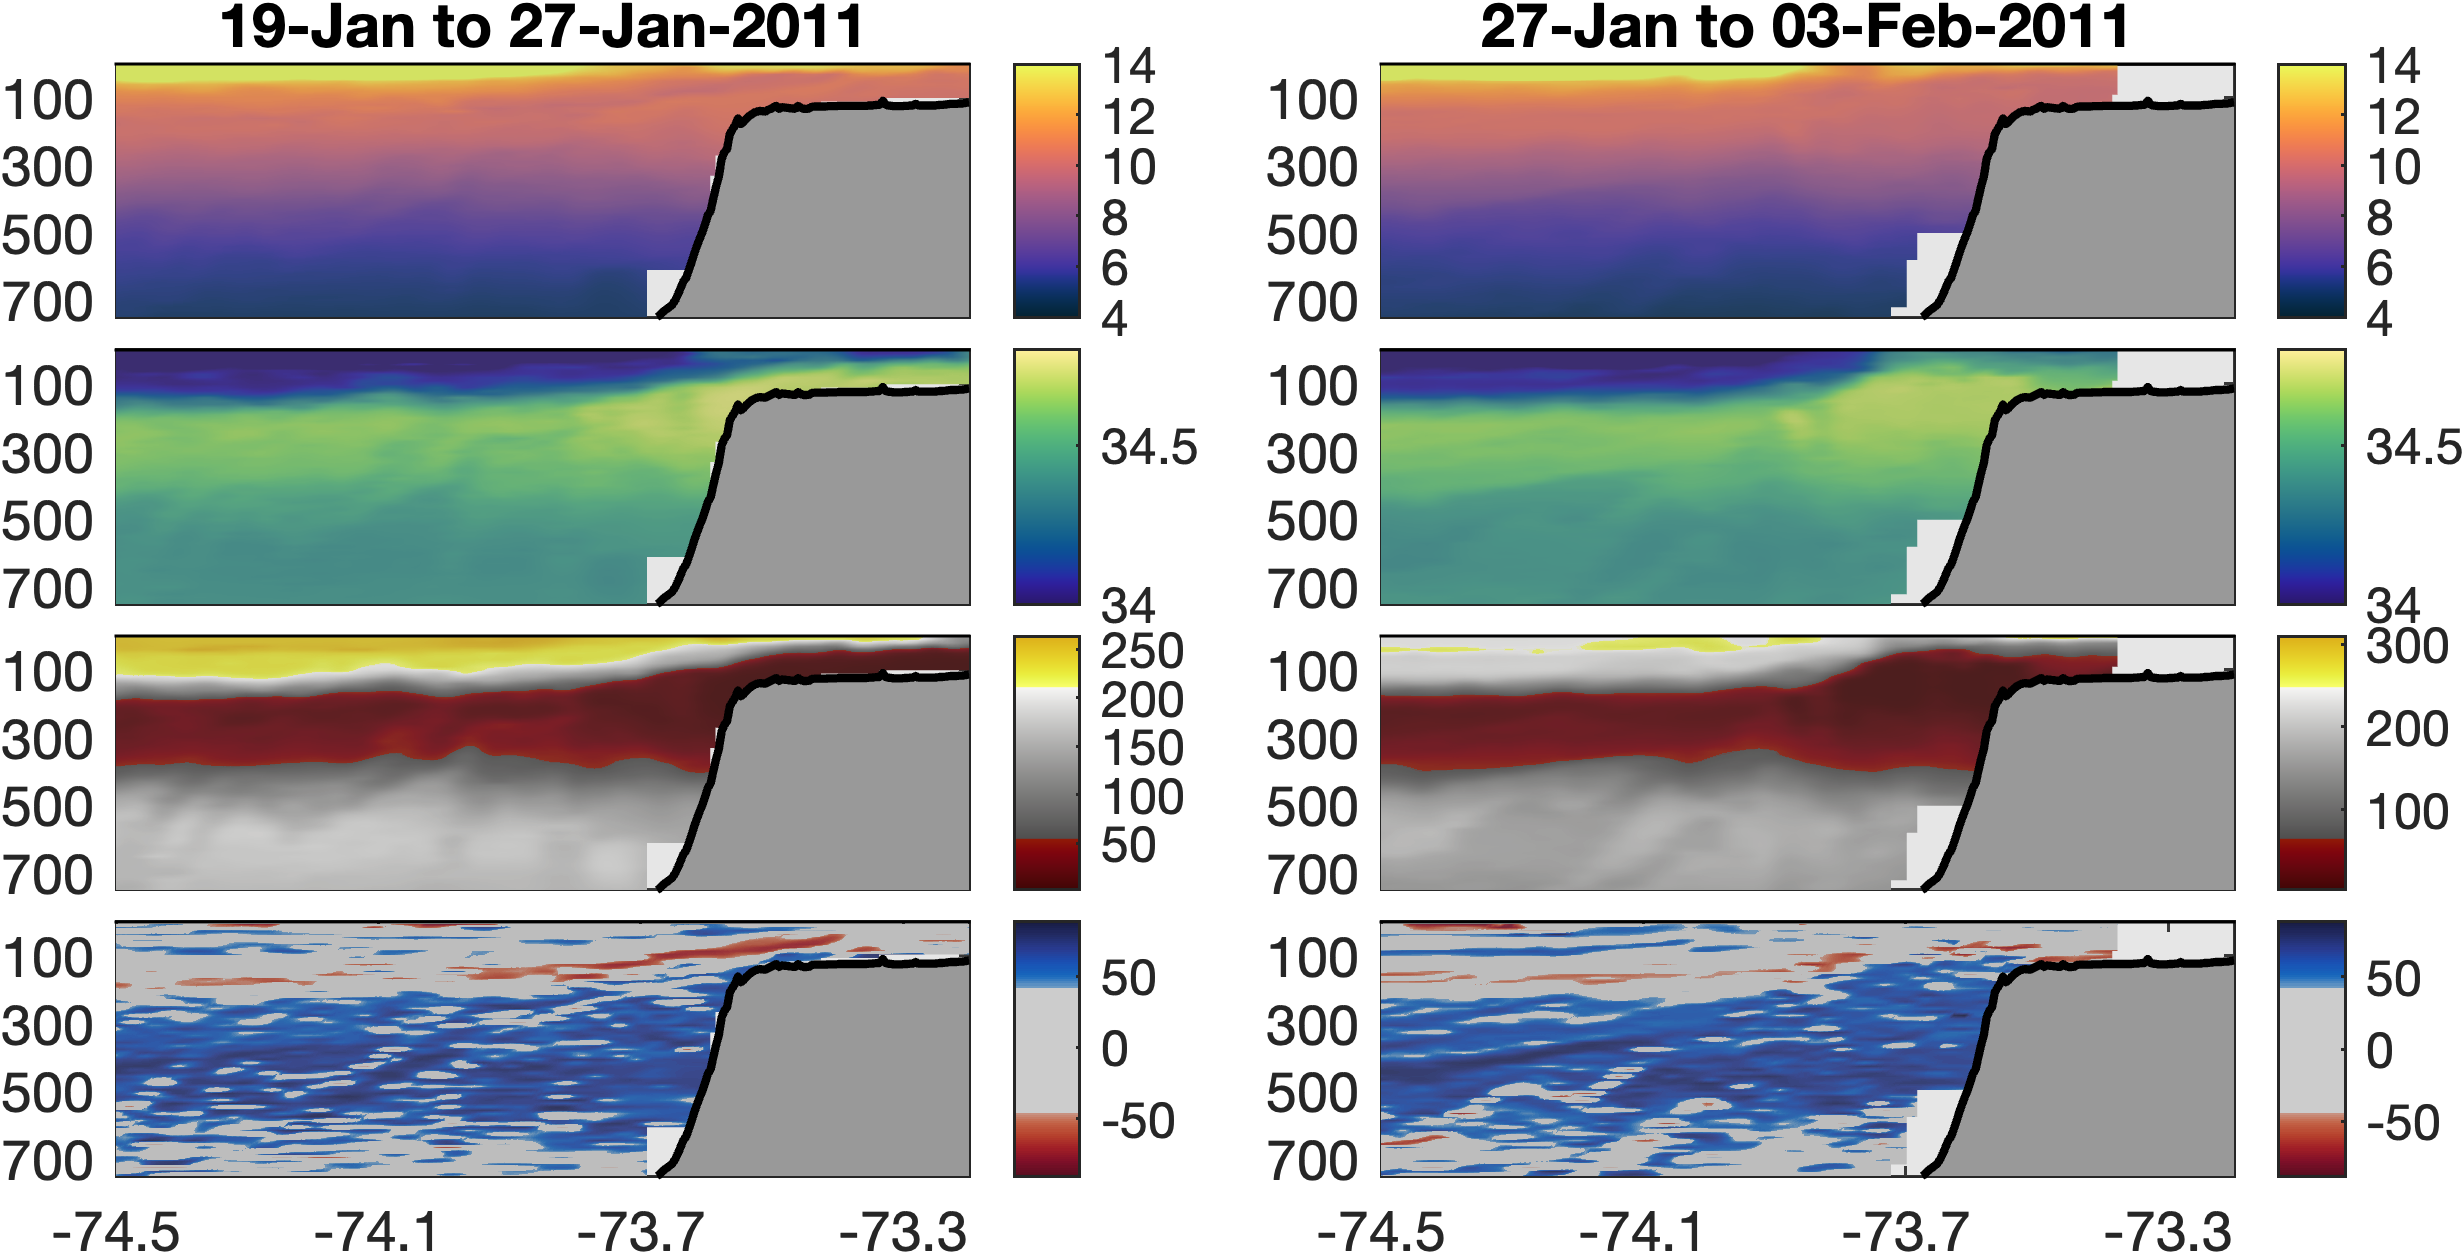 19-Jan to 27-Jan-2011 27-Jan to 03-Feb-2011
100 300 500 700 14 12 10 8 6 4 100 300 500 700 14 12 10 8 6 4
100 300 500 700 34.5 34 100 300 500 700 34.5 34
100 300 500 700 250 200 150 100 50 100 300 500 700 300 200 100
100 300 500 700 50 0 -50 100 300 500 700 50 0 -50
-74.5 -74.1 -73.7 -73.3 -74.5 -74.1 -73.7 -73.3